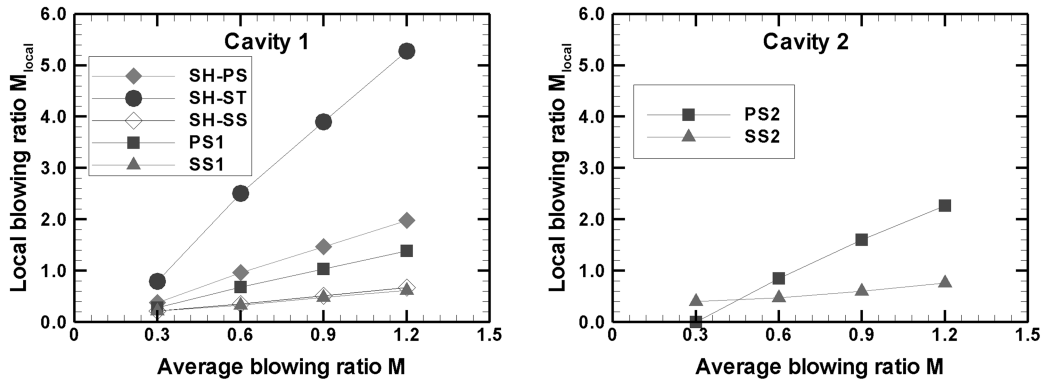 Cavity 1
6.0
5.0
4.0
3.0
2.0
1.0
0.0
Local blowing ratio Mlocal
SH-PS
SH-ST
SH-SS
PS1
SS1
0
0.3
0.6
0.9
1.2
1.5
Average blowing ratio M
Cavity 2
6.0
5.0
4.0
3.0
2.0
1.0
0.0
Local blowing ratio Mlocal
PS2
SS2
0
0.3
0.6
0.9
1.2
1.5
Average blowing ratio M